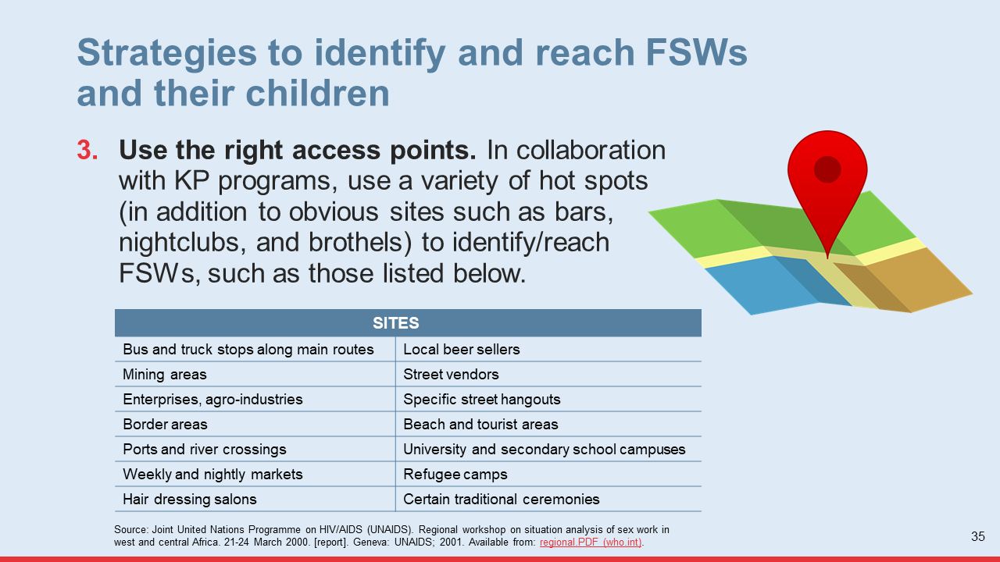 Strategies to identify and reach FSWs
and their children
3. Use the right access points. In collaboration
with KP programs, use a variety of hot spots
(in addition to obvious sites such as bars,
nightclubs, and brothels) to identify/reach
FSWs, such as those listed below.
SITES
Bus and truck stops along main routes
Local beer sellers
Mining areas
Street vendors
Enterprises, agro-industries
Specific street hangouts
Border areas
Beach and tourist areas
Ports and river crossings
University and secondary school campuses
Weekly and nightly markets
Refugee camps
Hair dressing salons
Certain traditional ceremonies
Source: Joint United Nations Programme on HIV/AIDS (UNAIDS). Regional workshop on situation analysis of sex work in
west and central Africa. 21-24 March 2000. [report]. Geneva: UNAIDS; 2001. Available from: regional.PDF (who.int).
35